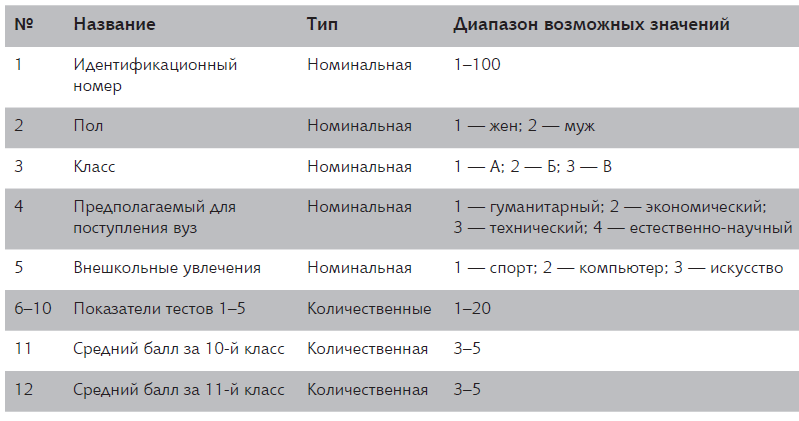 № Название Тип Диапазон возможных значений
1 Идентификационный Номинальная 1–100
номер
2 Пол Номинальная 1 — жен; 2 — муж
3 Класс Номинальная 1 — А; 2 — Б; 3 — В
4 Предполагаемый для Номинальная 1 — гуманитарный; 2 — экономический;
поступления вуз 3 — технический; 4 — естественно-научный
5 Внешкольные увлечения Номинальная 1 — спорт; 2 — компьютер; 3 — искусство
6–10 Показатели тестов 1–5 Количественные 1–20
11 Средний балл за 10-й класс Количественная 3–5
12 Средний балл за 11-й класс Количественная 3–5